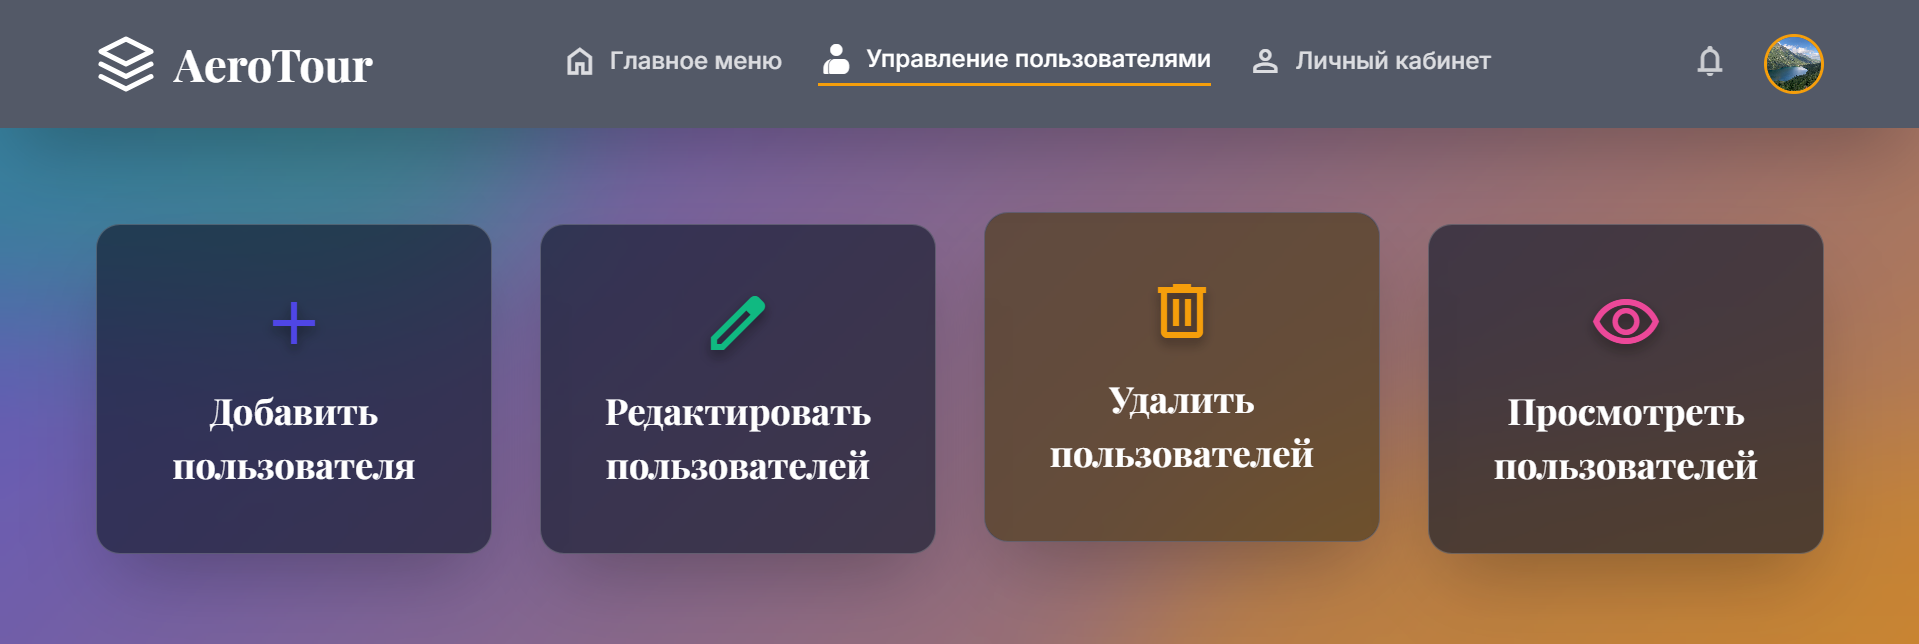 AeroTour
Главное меню
Управление пользователями
Личный кабинет
Добавить
пользователя
Редактировать
пользователей
Удалить
пользователей
Просмотреть
пользователей